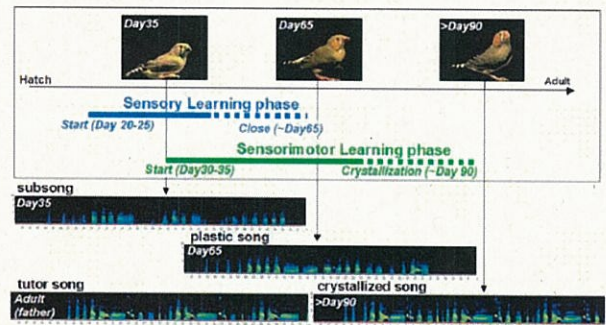 Day35
Day65
>Day90
Hatch
Adult
Sensory Learning phase
Start (Day 20-25)
Close (~Day65)
Sensorimotor Learning phase
Start (Day30-35)
Crystallization (~Day 90)
subsong
Day35
plastic song
Day65
tutor song
Adult
(father)
crystallized song
>Day90